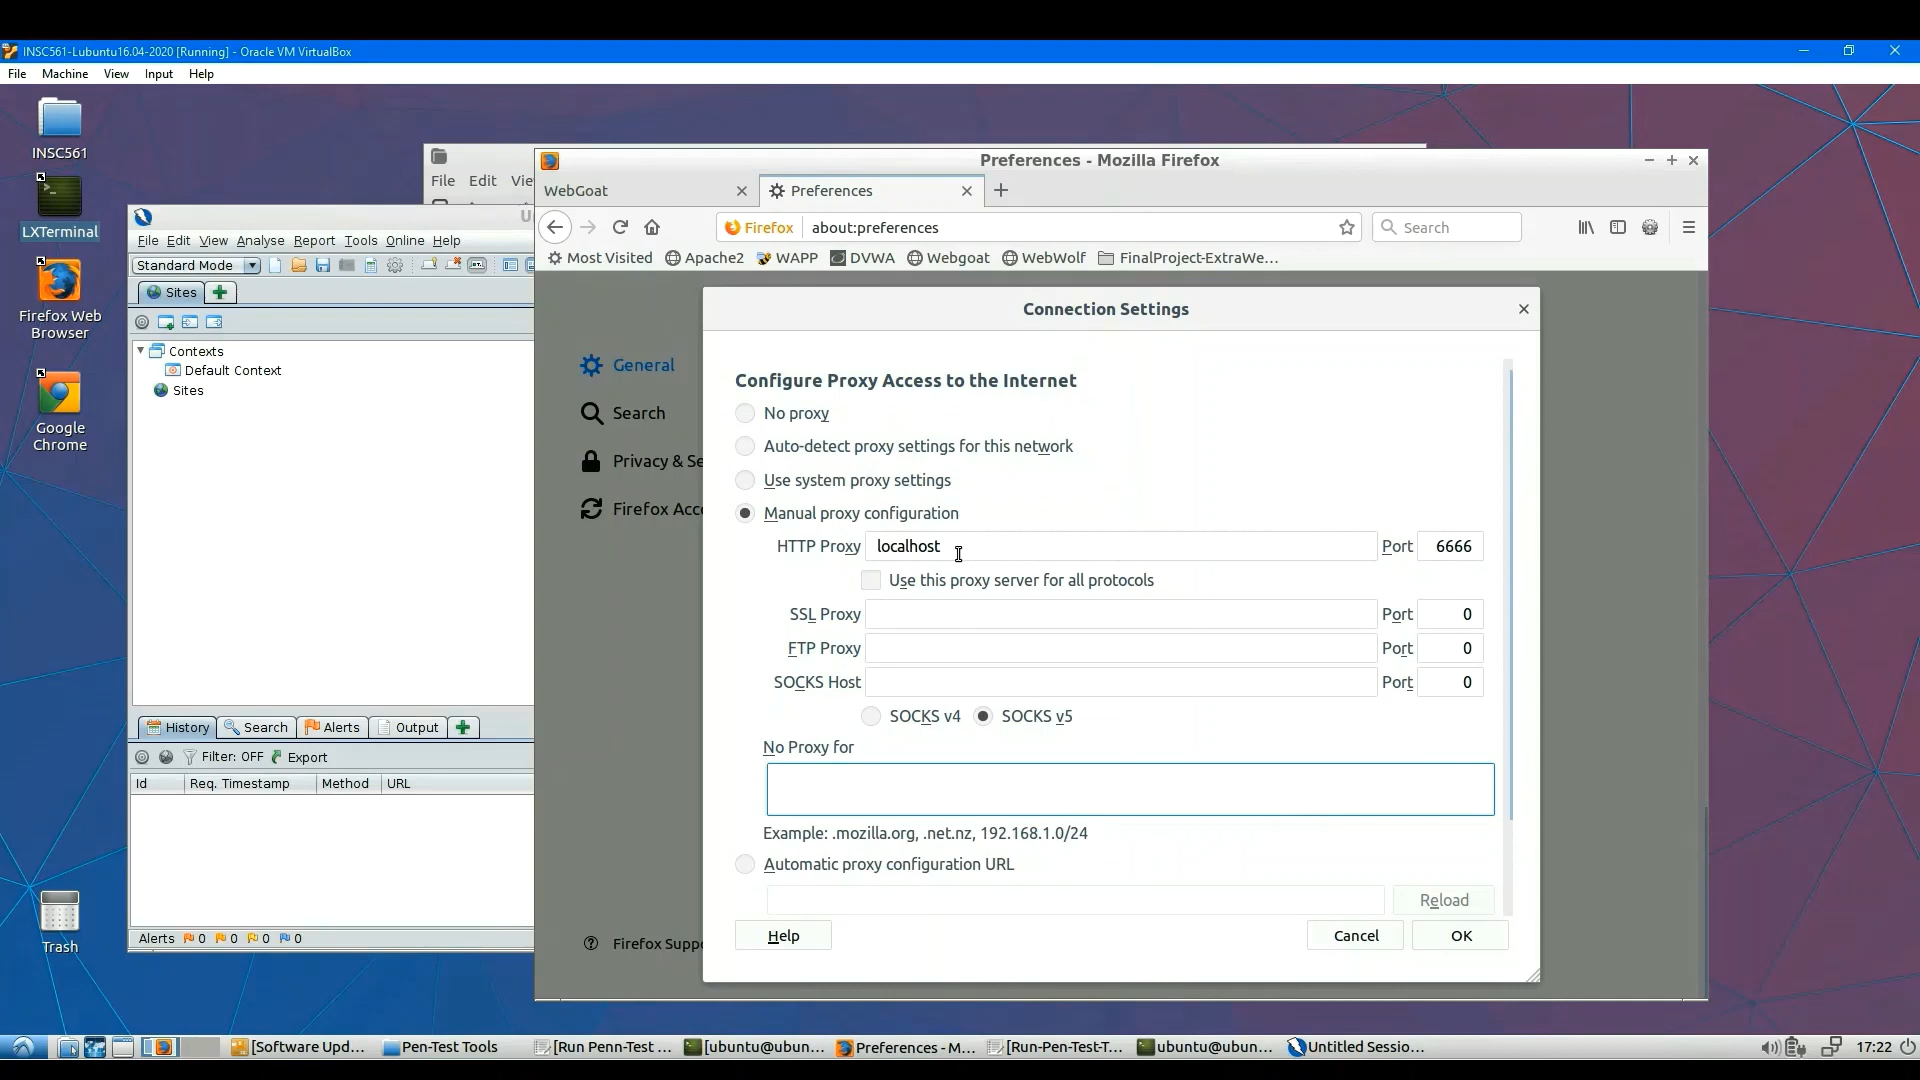 INSC561-Lubuntu16.04-2020 [Running] - Oracle VM VirtualBox
File Machine View Input Help
INSC561
LXTerminal
Firefox Web
Browser
Google
Chrome
Trash
File Edit
File Edit View Analyse Report Tools Online Help
Standard Mode
Sites
Contexts
Default Context
Sites
History Search Alerts Output
Filter: OFF Export
Id Req. Timestamp Method URL
Alerts 0 0 0 0
Preferences - Mozilla Firefox
WebGoat Preferences
Firefox about:preferences Search
Most Visited Apache2 WAPP DVWA Webgoat WebWolf FinalProject-ExtraWe...
General
Search
Privacy & Se
Firefox Acc
Firefox Supp
Connection Settings
Configure Proxy Access to the Internet
No proxy
Auto-detect proxy settings for this network
Use system proxy settings
Manual proxy configuration
HTTP Proxy localhost Port 6666
Use this proxy server for all protocols
SSL Proxy Port 0
FTP Proxy Port 0
SOCKS Host Port 0
SOCKS v4 SOCKS v5
No Proxy for
Example: .mozilla.org, .net.nz, 192.168.1.0/24
Automatic proxy configuration URL
Reload
Help Cancel OK
[Software Upd... Pen-Test Tools [Run Penn-Test ... [ubuntu@ubun... Preferences - M... [Run-Pen-Test-T... ubuntu@ubun... Untitled Sessio... 17:22